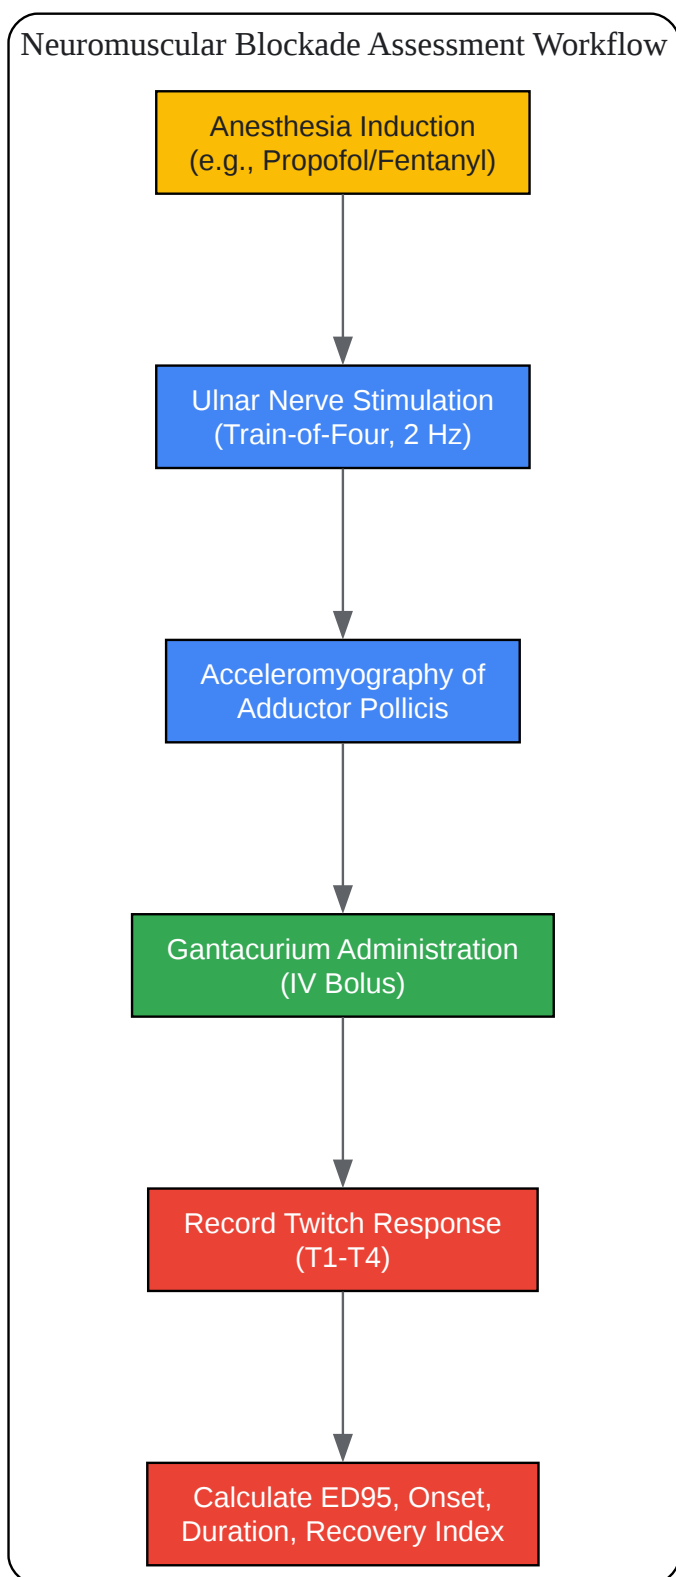 Neuromuscular Blockade Assessment Workflow
Anesthesia Induction
(e.g., Propofol/Fentanyl)
Ulnar Nerve Stimulation
(Train-of-Four, 2 Hz)
Acceleromyography of
Adductor Pollicis
Gantacurium Administration
(IV Bolus)
Record Twitch Response
(T1-T4)
Calculate ED95, Onset,
Duration, Recovery Index